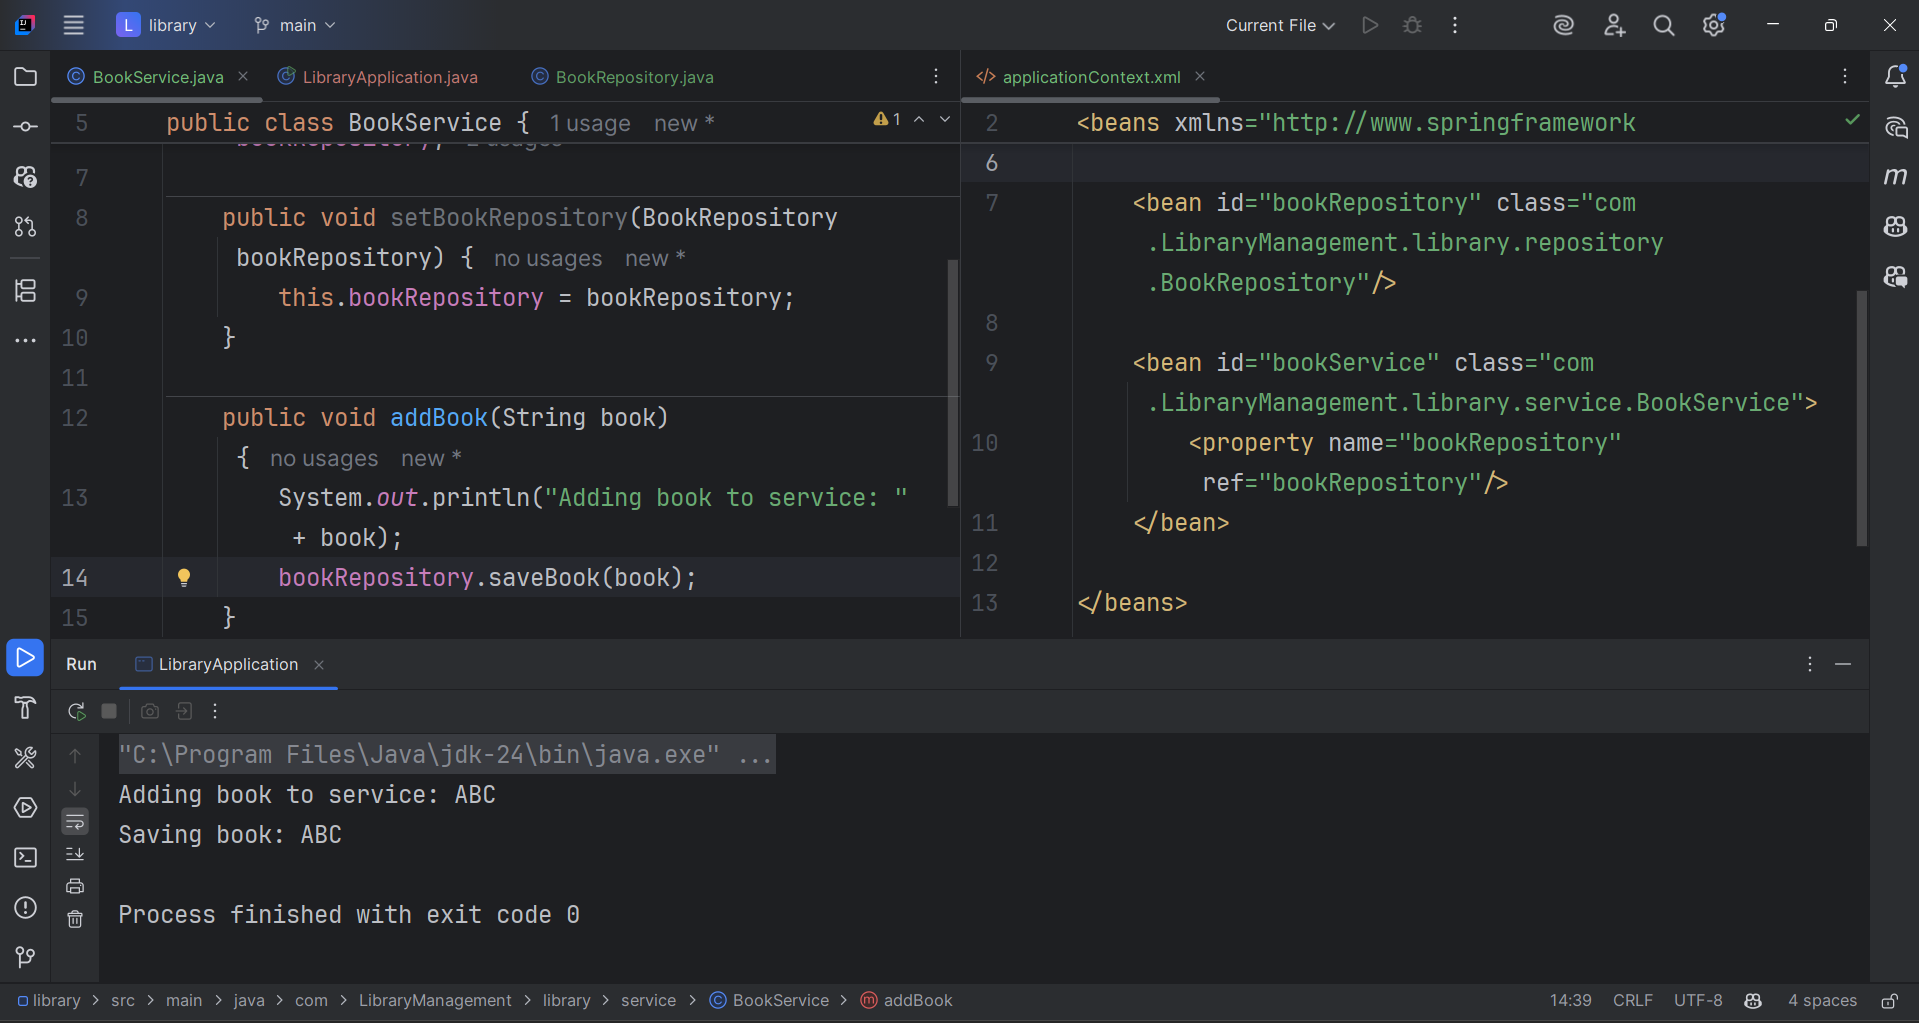 L library main Current File
BookService.java LibraryApplication.java BookRepository.java
5 public class BookService { 1 usage new * 1
bookRepository; 2 usages
7
8 public void setBookRepository(BookRepository
bookRepository) { no usages new *
9 this.bookRepository = bookRepository;
10 }
11
12 public void addBook(String book)
{ no usages new *
13 System.out.println("Adding book to service: "
+ book);
14 bookRepository.saveBook(book);
15 }
applicationContext.xml
2 <beans xmlns="http://www.springframework
6
7 <bean id="bookRepository" class="com
.LibraryManagement.library.repository
.BookRepository"/>
8
9 <bean id="bookService" class="com
.LibraryManagement.library.service.BookService">
10 <property name="bookRepository"
ref="bookRepository"/>
11 </bean>
12
13 </beans>
Run LibraryApplication
"C:\Program Files\Java\jdk-24\bin\java.exe" ...
Adding book to service: ABC
Saving book: ABC
Process finished with exit code 0
library > src > main > java > com > LibraryManagement > library > service > BookService > addBook 14:39 CRLF UTF-8 4 spaces